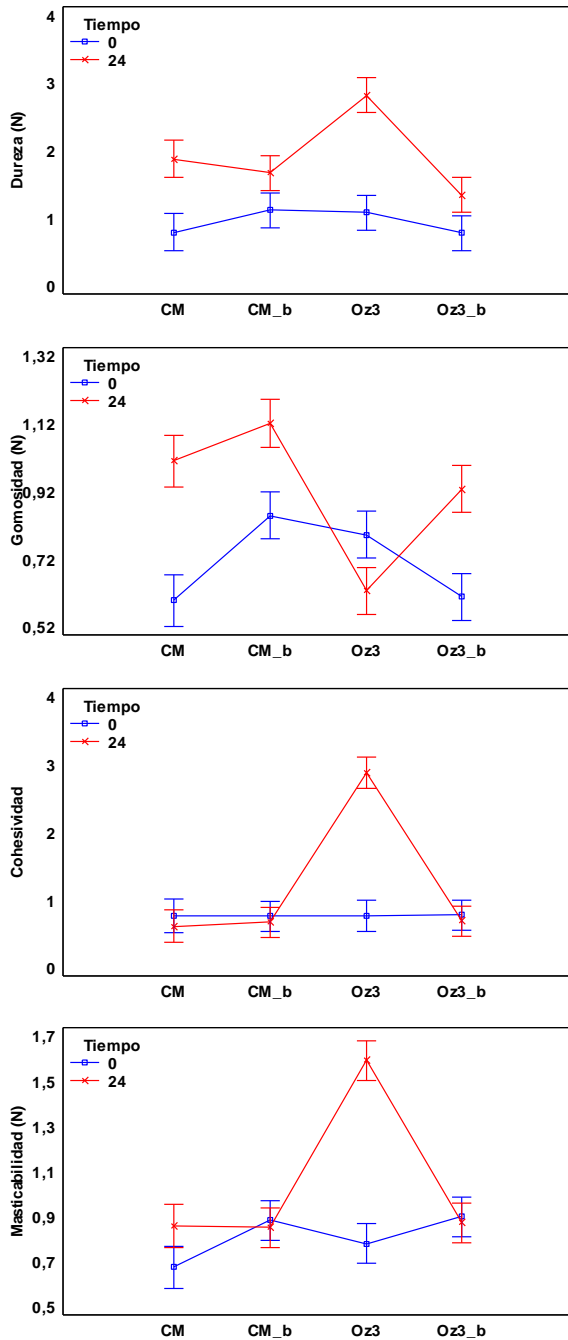 4
Tiempo
0
24
3
2
1
0
Dureza (N)
CM CM_b Oz3 Oz3_b
1,32
Tiempo
0
24
1,12
0,92
0,72
0,52
Gomosidad (N)
CM CM_b Oz3 Oz3_b
4
Tiempo
0
24
3
2
1
0
Cohesividad
CM CM_b Oz3 Oz3_b
1,7
Tiempo
0
24
1,5
1,3
1,1
0,9
0,7
0,5
Masticabilidad (N)
CM CM_b Oz3 Oz3_b